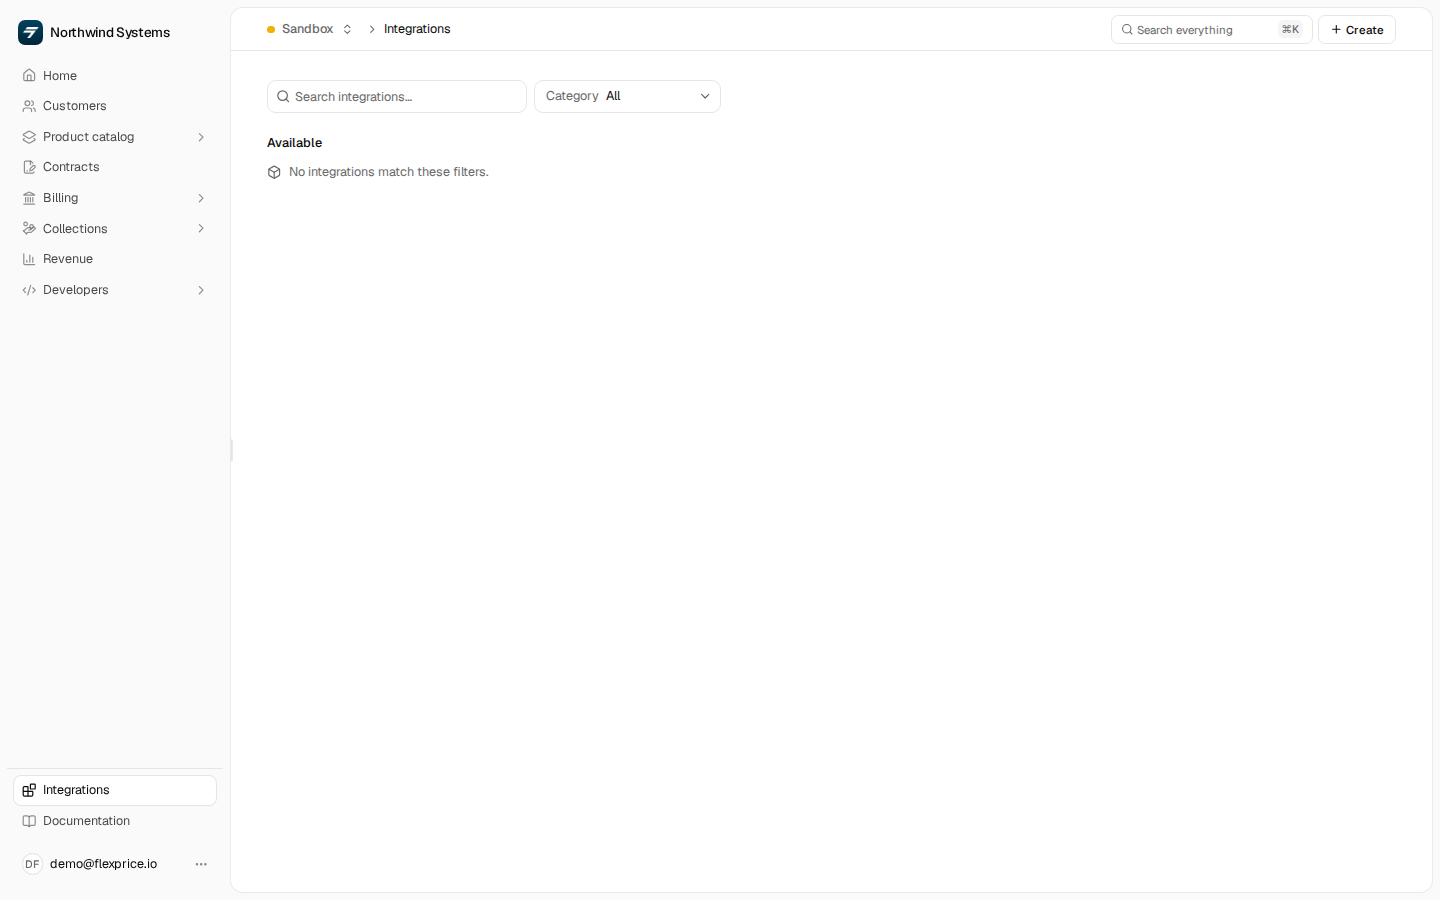 Northwind Systems
Home
Customers
Product catalog
Contracts
Billing
Collections
Revenue
Developers
Integrations
Documentation
DF demo@flexprice.io
Sandbox Integrations
Search everything ⌘K
Create
Search integrations...
Category All
Available
No integrations match these filters.